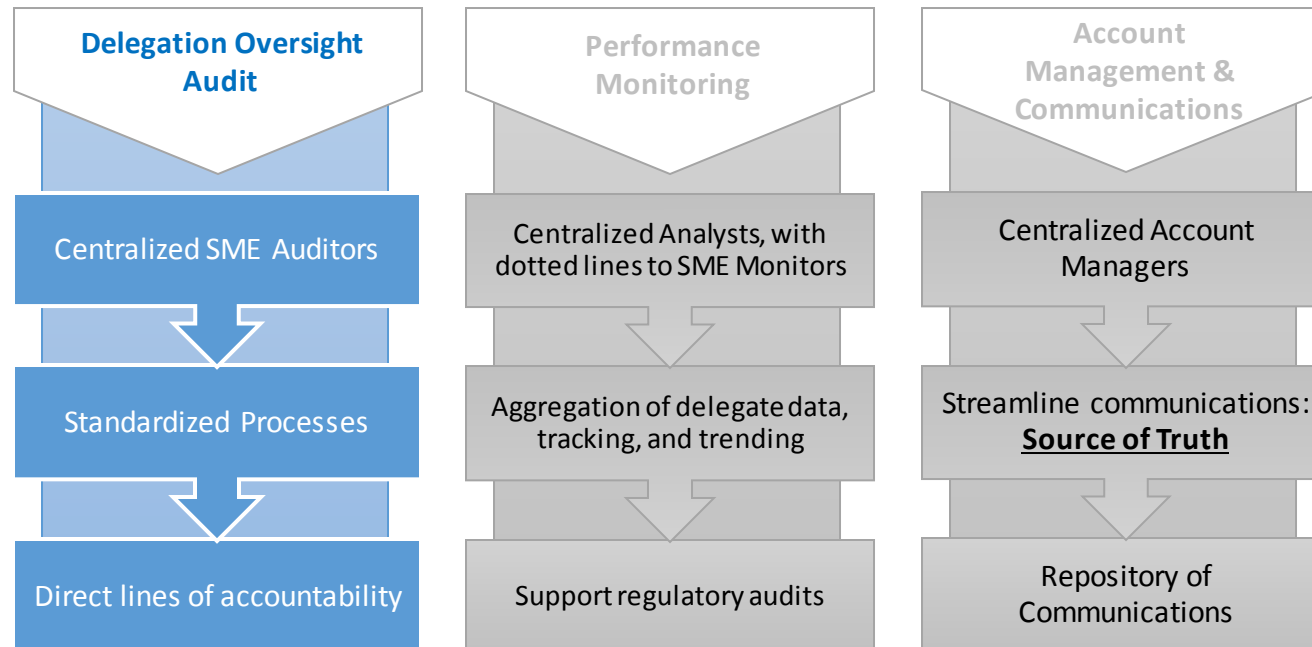 Delegation Oversight
Audit
Centralized SME Auditors
Standardized Processes
Direct lines of accountability
Performance
Monitoring
Centralized Analysts, with
dotted lines to SME Monitors
Aggregation of delegate data,
tracking, and trending
Support regulatory audits
Account
Management &
Communications
Centralized Account
Managers
Streamline communications:
Source of Truth
Repository of
Communications